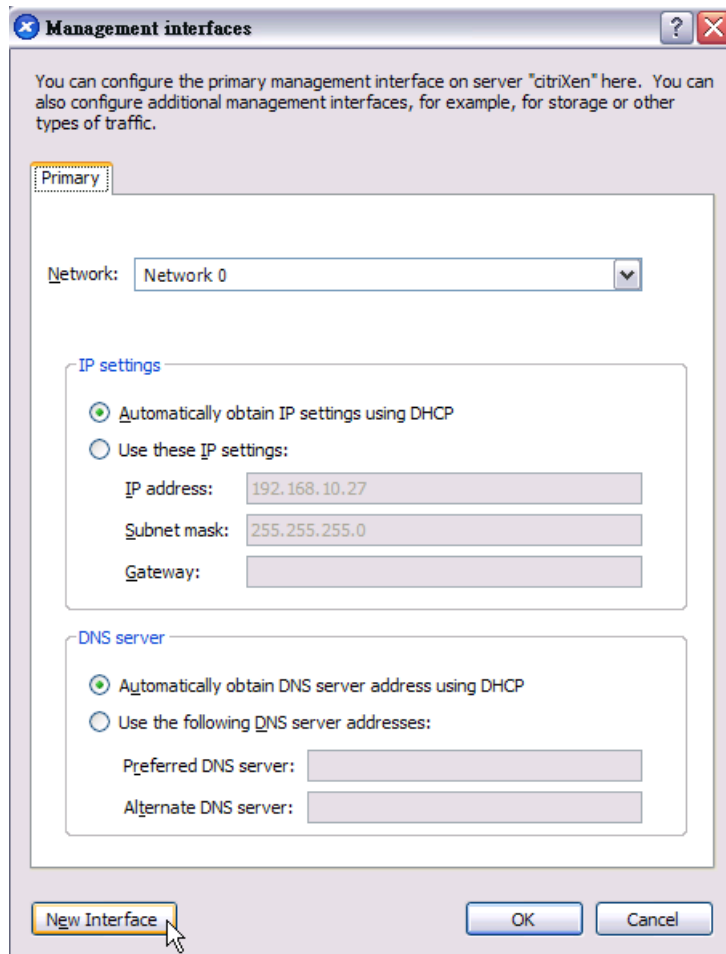 Management interfaces
You can configure the primary management interface on server "citriXen" here. You can
also configure additional management interfaces, for example, for storage or other
types of traffic.
Primary
Network: Network 0
IP settings
Automatically obtain IP settings using DHCP
Use these IP settings:
IP address: 192.168.10.27
Subnet mask: 255.255.255.0
Gateway:
DNS server
Automatically obtain DNS server address using DHCP
Use the following DNS server addresses:
Preferred DNS server:
Alternate DNS server:
New Interface OK Cancel